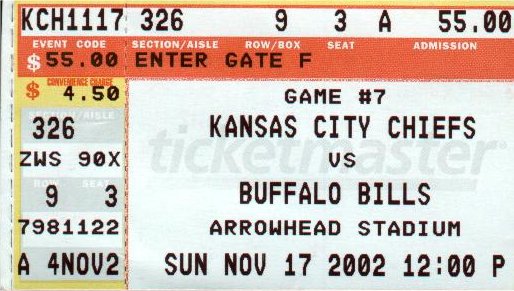 KCH1117 326 9 3 A 55.00
EVENT CODE SECTION/AISLE ROW/BOX SEAT ADMISSION
$55.00 ENTER GATE F
CONVENIENCE CHARGE
$ 4.50
GAME #7
SECTION/AISLE
326
KANSAS CITY CHIEFS
ZWS 90X
VS
ticketmaster
ROW SEAT
9 3
BUFFALO BILLS
7981122
ARROWHEAD STADIUM
A 4NOV2
SUN NOV 17 2002 12:00 P